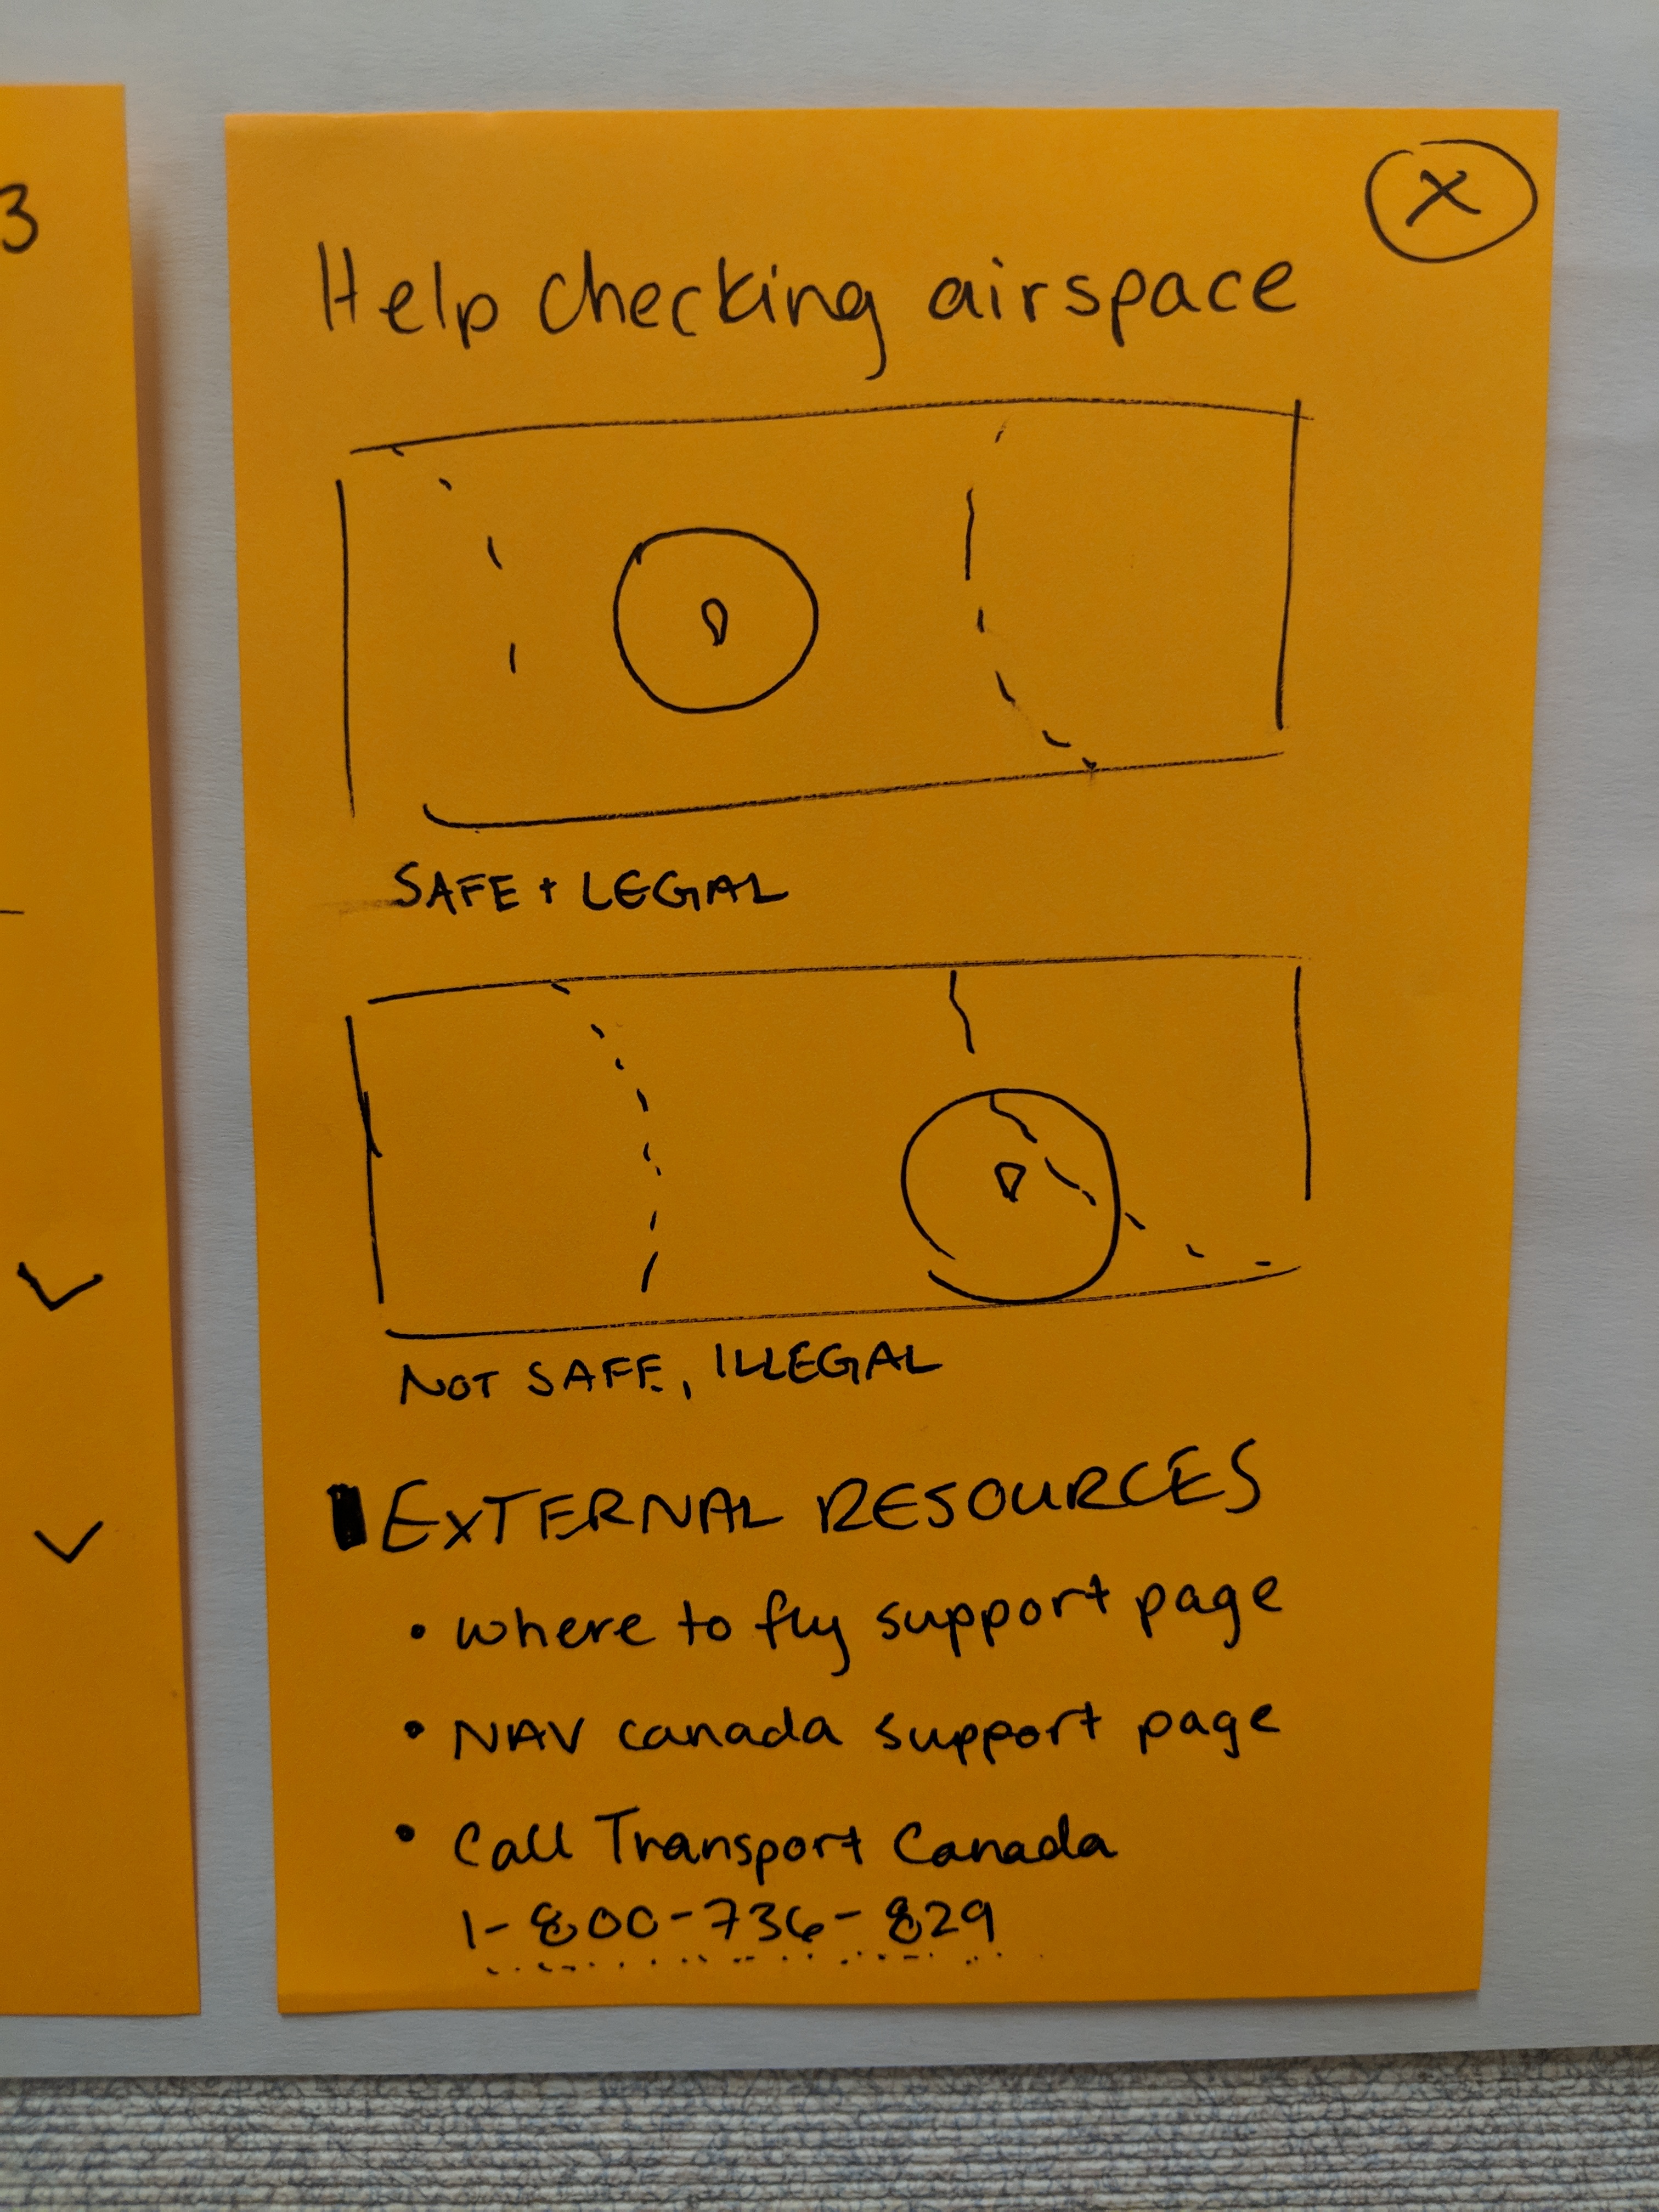 3
X
Help checking airspace
SAFE + LEGAL
NOT SAFE, ILLEGAL
EXTERNAL RESOURCES
• where to fly support page
• NAV canada support page
• Call Transport Canada
1-800-736-829